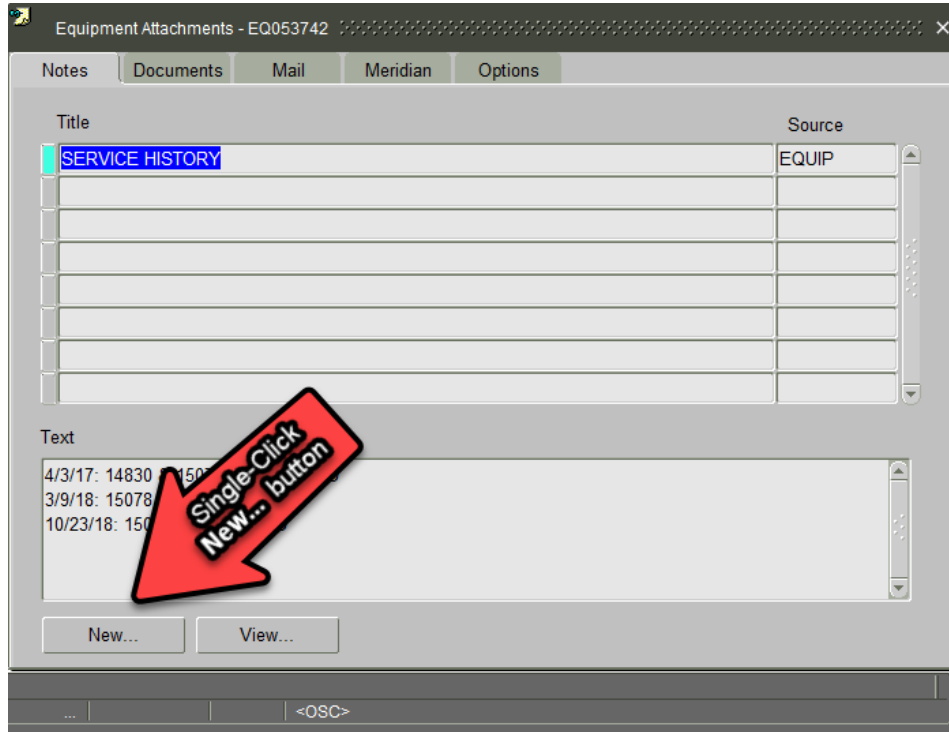 Equipment Attachments - EQ053742
Notes Documents Mail Meridian Options
Title Source
SERVICE HISTORY EQUIP
Text
4/3/17: 14830
3/9/18: 15078
10/23/18:
Single-Click
New... button
New... View...
... <OSC>